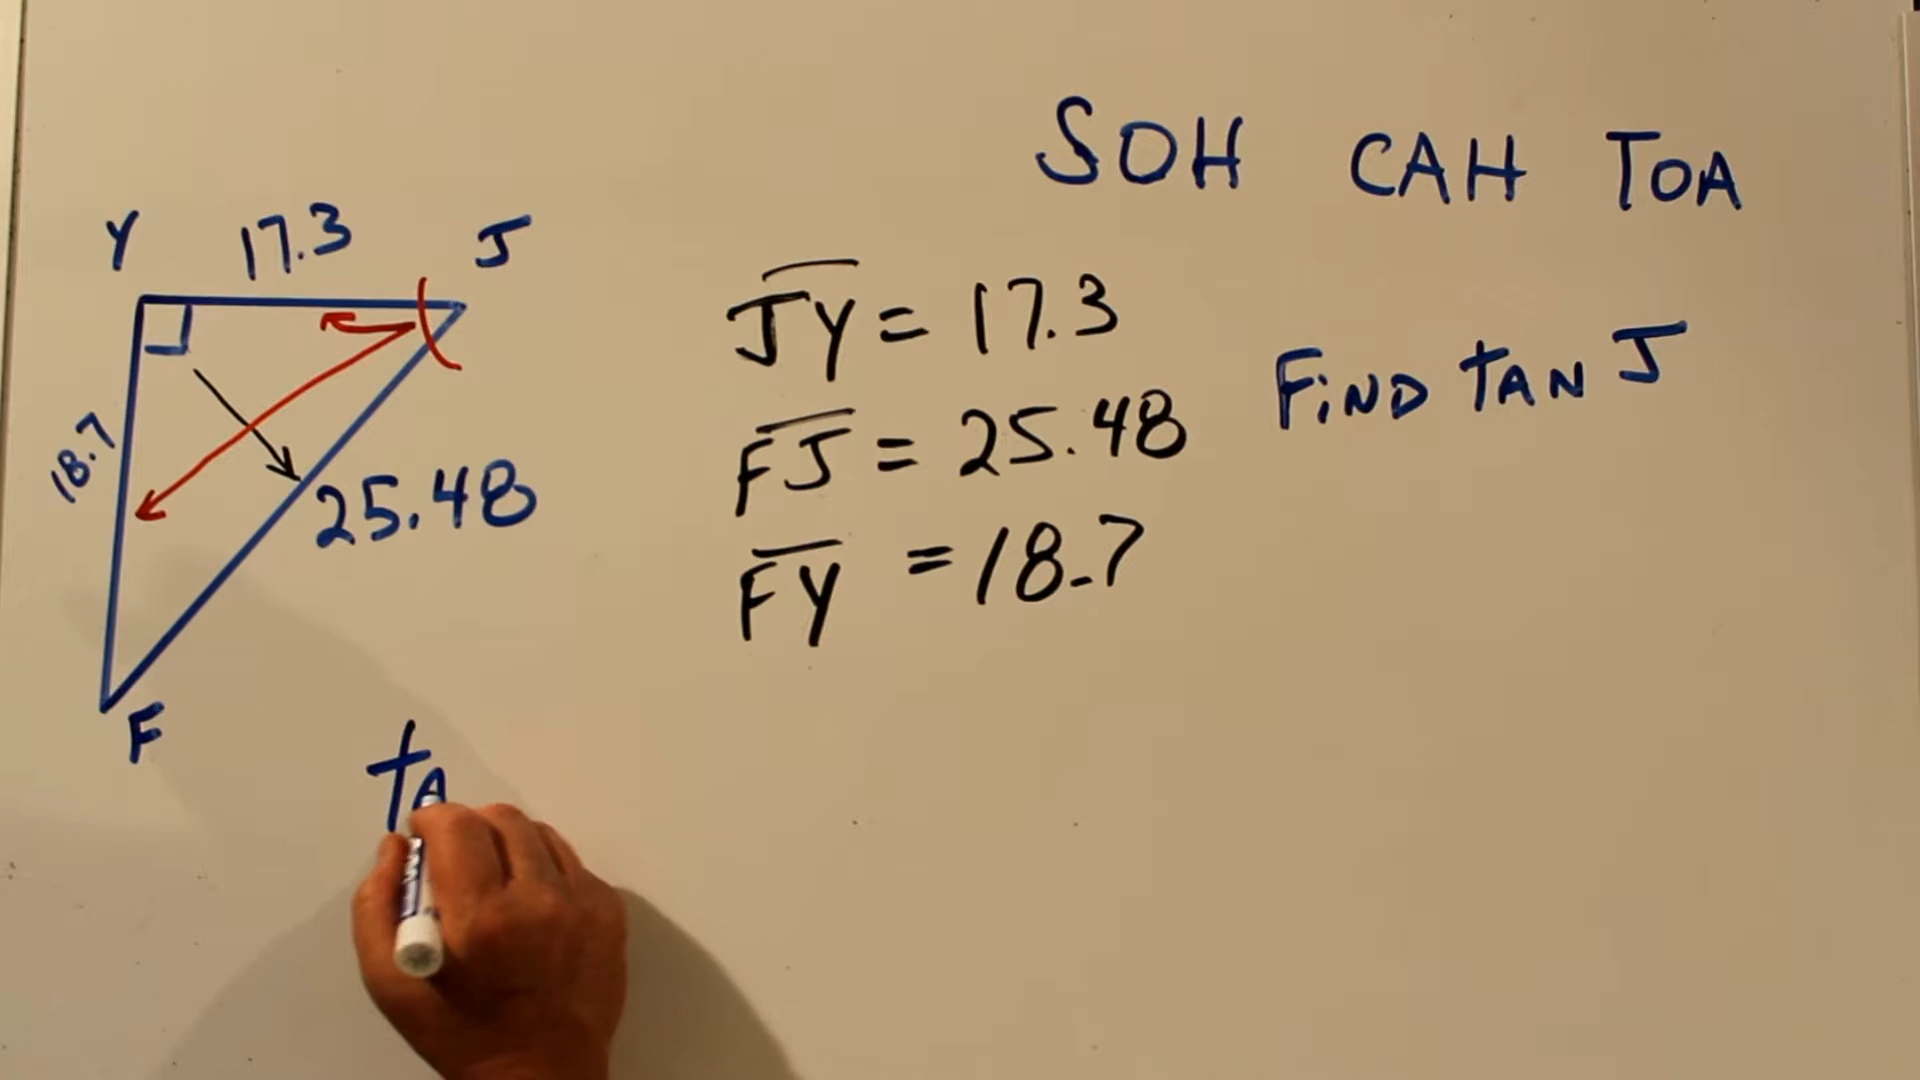 SOH CAH TOA
Y 17.3 J
JY = 17.3
FIND TAN J
18.7
25.48
FJ = 25.48
FY = 18.7
F
TA